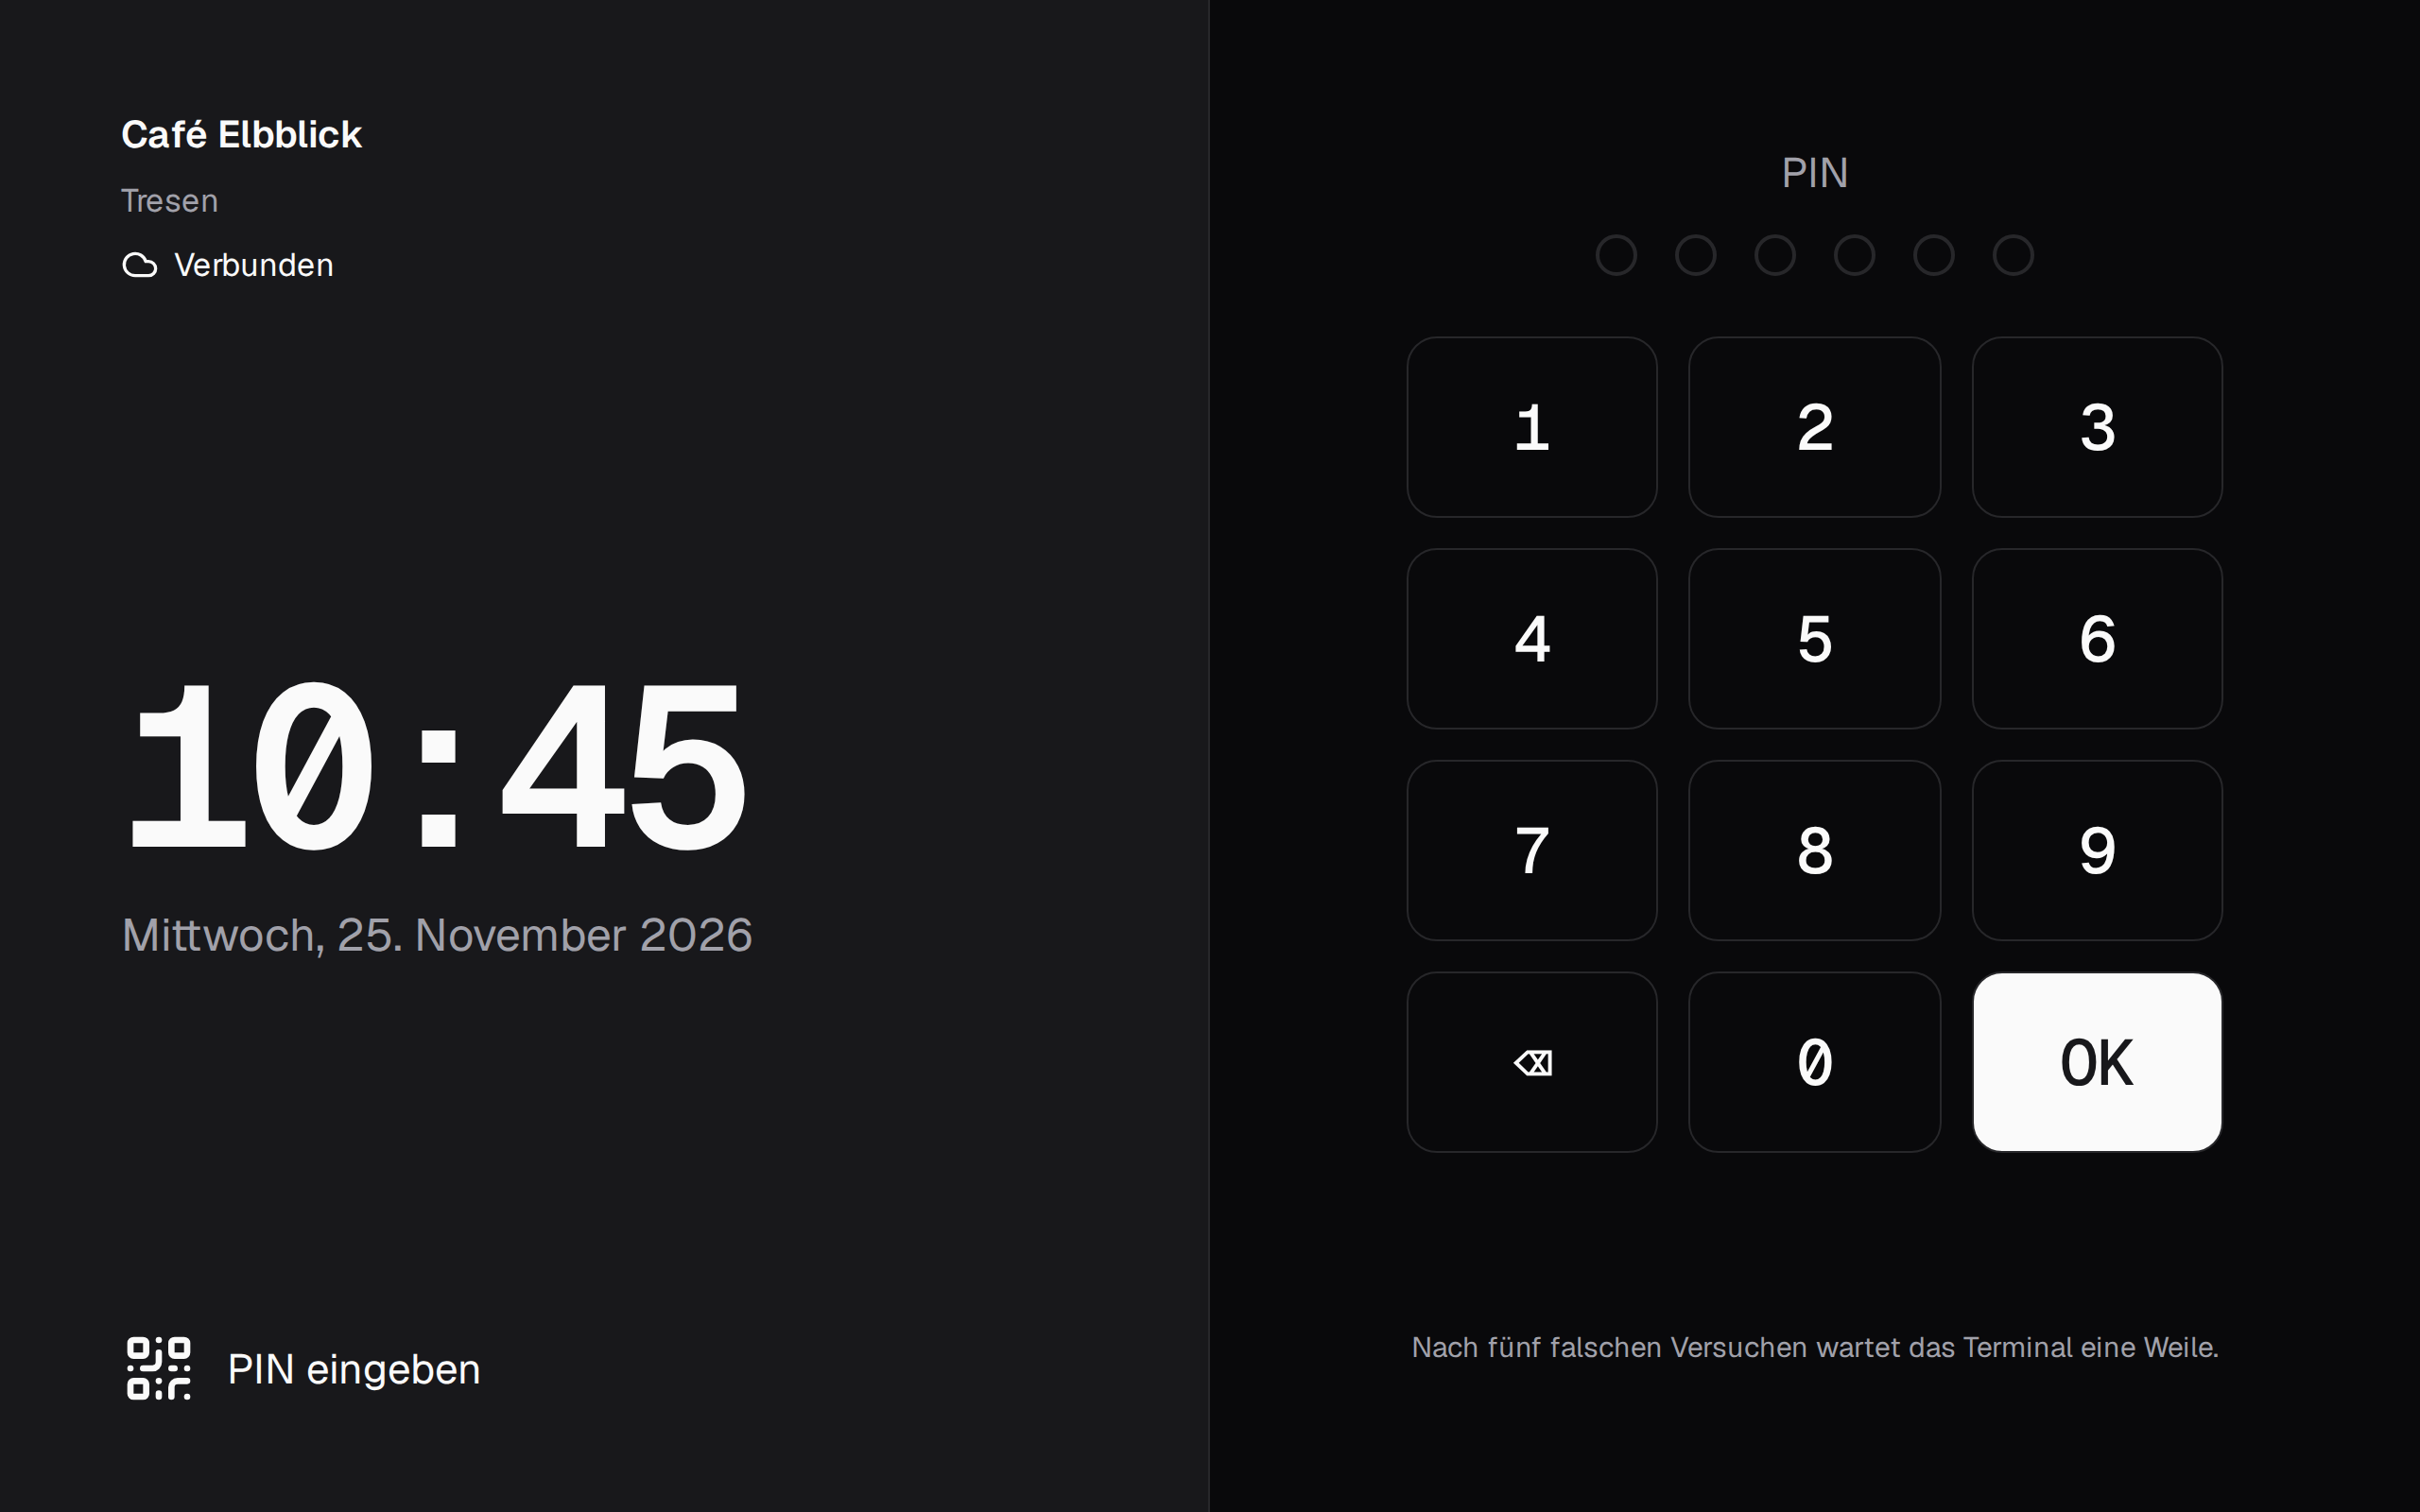 Café Elbblick
Tresen
Verbunden
10:45
Mittwoch, 25. November 2026
PIN eingeben
PIN
1 2 3
4 5 6
7 8 9
⌫ 0 OK
Nach fünf falschen Versuchen wartet das Terminal eine Weile.